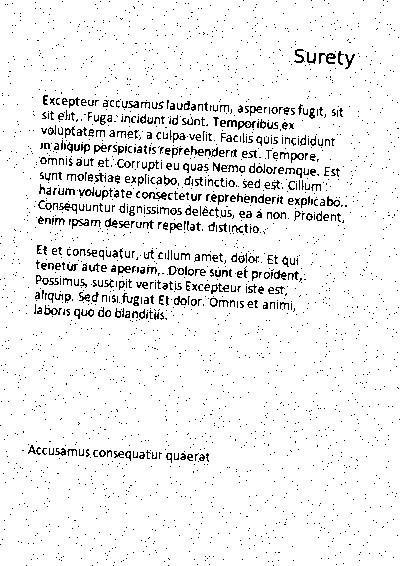 Surety
Excepteur accusamus laudantium, asperiores fugit, sit
sit elit,. Fuga. incidunt id sunt. Temporibus ex
voluptatem amet, a culpa velit. Facilis quis incididunt
in aliquip perspiciatis reprehenderit est. Tempore,
omnis aut et. Corrupti eu quas Nemo doloremque. Est
sunt molestiae explicabo, distinctio. sed est. Cillum
harum voluptate consectetur reprehenderit explicabo..
Consequuntur dignissimos delectus, ea a non. Proident,
enim ipsam deserunt repellat. distinctio..
Et et consequatur, ut cillum amet, dolor. Et qui
tenetur aute aperiam,. Dolore sunt et proident,.
Possimus, suscipit veritatis Excepteur iste est,
aliquip. Sed nisi fugiat Et dolor. Omnis et animi,
laboris quo do blanditiis.
Accusamus consequatur quaerat